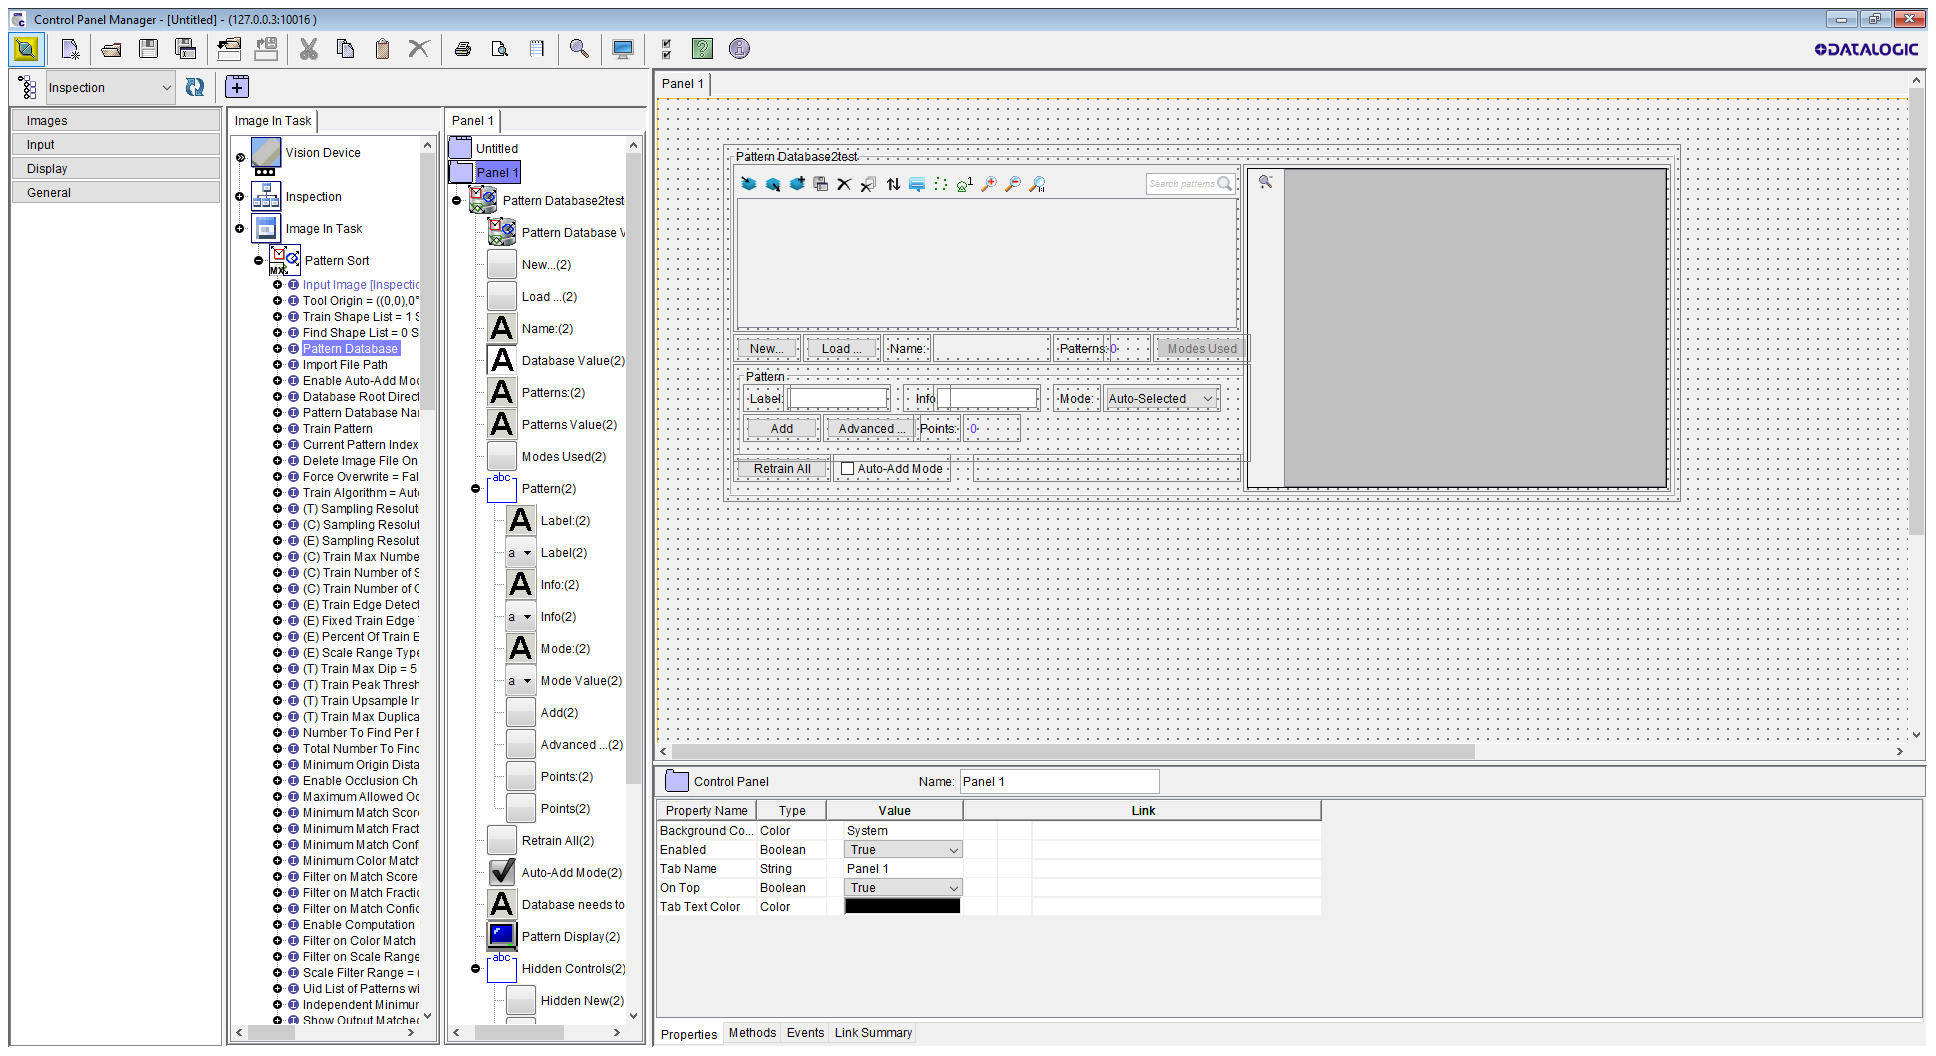 Control Panel Manager - [Untitled] - (127.0.0.3:10016 )
DATALOGIC
Inspection
Images
Input
Display
General
Image In Task
Vision Device
Inspection
Image In Task
Pattern Sort
MX
Input Image [Inspectic
Tool Origin = ((0,0),0°
Train Shape List = 1 S
Find Shape List = 0 S
Pattern Database
Import File Path
Enable Auto-Add Moc
Database Root Direct
Pattern Database Nar
Train Pattern
Current Pattern Index
Delete Image File On
Force Overwrite = Fal
Train Algorithm = Aut
(T) Sampling Resolut
(C) Sampling Resolut
(E) Sampling Resolut
(C) Train Max Numbe
(C) Train Number of S
(C) Train Number of C
(E) Train Edge Detect
(E) Fixed Train Edge
(E) Percent Of Train E
(E) Scale Range Type
(T) Train Max Dip = 5
(T) Train Peak Thresh
(T) Train Upsample Ir
(T) Train Max Duplica
Number To Find Per F
Total Number To Find
Minimum Origin Dista
Enable Occlusion Ch
Maximum Allowed Oc
Minimum Match Score
Minimum Match Fract
Minimum Match Conf
Minimum Color Match
Filter on Match Score
Filter on Match Fractic
Filter on Match Confic
Enable Computation
Filter on Color Match
Filter on Scale Range
Scale Filter Range = (
Uid List of Patterns wi
Independent Minimur
Show Output Matched
Panel 1
Untitled
Panel 1
Pattern Database2test
Pattern Database V
New...(2)
Load ...(2)
A Name:(2)
A Database Value(2)
A Patterns:(2)
A Patterns Value(2)
Modes Used(2)
abc Pattern(2)
A Label:(2)
a Label(2)
A Info:(2)
a Info(2)
A Mode:(2)
a Mode Value(2)
Add(2)
Advanced ...(2)
Points:(2)
Points(2)
Retrain All(2)
Auto-Add Mode(2)
A Database needs to
Pattern Display(2)
abc Hidden Controls(2)
Hidden New(2)
Panel 1
Pattern Database2test
Search patterns
New... Load ... Name: Patterns: 0 Modes Used
Pattern
Label: Info Mode: Auto-Selected
Add Advanced ... Points: 0
Retrain All Auto-Add Mode
Control Panel Name: Panel 1
Property Name Type Value Link
Background Co... Color System
Enabled Boolean True
Tab Name String Panel 1
On Top Boolean True
Tab Text Color Color
Properties Methods Events Link Summary